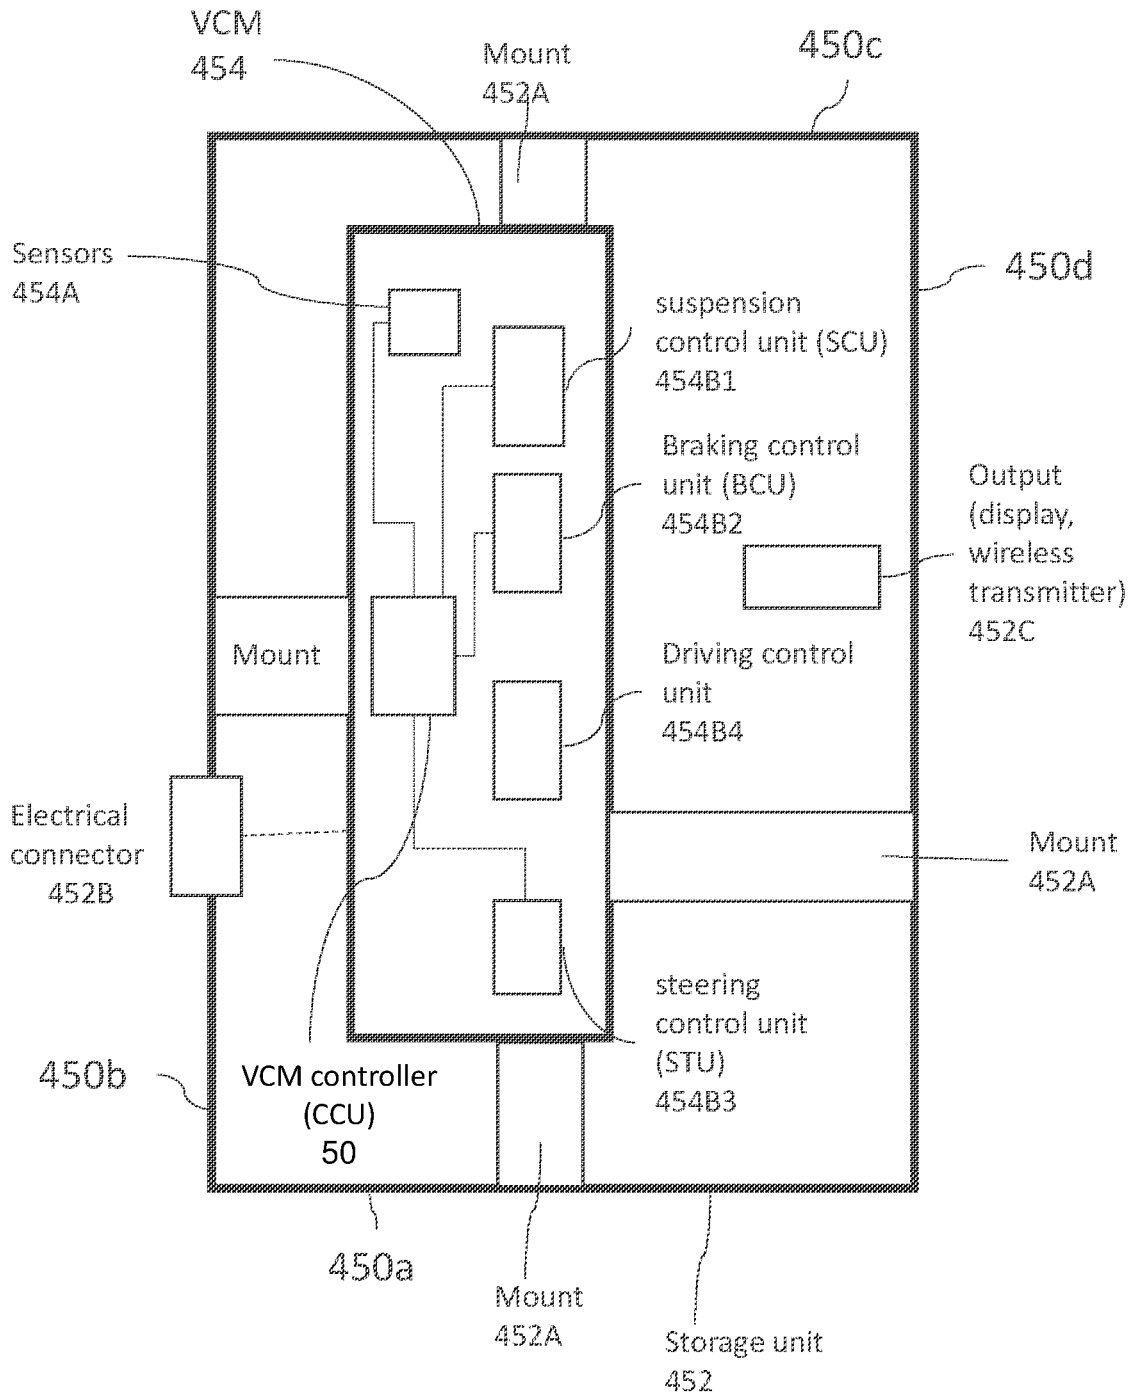 VCM
454
Mount
452A
450c
Sensors
454A
450d
suspension
control unit (SCU)
454B1
Braking control
unit (BCU)
454B2
Output
(display,
wireless
transmitter)
452C
Mount
Driving control
unit
454B4
Electrical
connector
452B
Mount
452A
steering
control unit
(STU)
454B3
450b
VCM controller
(CCU)
50
450a
Mount
452A
Storage unit
452